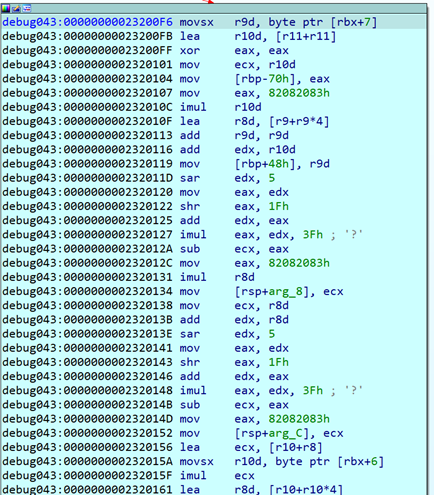 debug043:00000000023200F6 movsx   r9d, byte ptr [rbx+7]
debug043:00000000023200FB lea     r10d, [r11+r11]
debug043:00000000023200FF xor     eax, eax
debug043:0000000002320101 mov     ecx, r10d
debug043:0000000002320104 mov     [rbp-70h], eax
debug043:0000000002320107 mov     eax, 82082083h
debug043:000000000232010C imul    r10d
debug043:000000000232010F lea     r8d, [r9+r9*4]
debug043:0000000002320113 add     r9d, r9d
debug043:0000000002320116 add     edx, r10d
debug043:0000000002320119 mov     [rbp+48h], r9d
debug043:000000000232011D sar     edx, 5
debug043:0000000002320120 mov     eax, edx
debug043:0000000002320122 shr     eax, 1Fh
debug043:0000000002320125 add     edx, eax
debug043:0000000002320127 imul    eax, edx, 3Fh ; '?'
debug043:000000000232012A sub     ecx, eax
debug043:000000000232012C mov     eax, 82082083h
debug043:0000000002320131 imul    r8d
debug043:0000000002320134 mov     [rsp+arg_8], ecx
debug043:0000000002320138 mov     ecx, r8d
debug043:000000000232013B add     edx, r8d
debug043:000000000232013E sar     edx, 5
debug043:0000000002320141 mov     eax, edx
debug043:0000000002320143 shr     eax, 1Fh
debug043:0000000002320146 add     edx, eax
debug043:0000000002320148 imul    eax, edx, 3Fh ; '?'
debug043:000000000232014B sub     ecx, eax
debug043:000000000232014D mov     eax, 82082083h
debug043:0000000002320152 mov     [rsp+arg_C], ecx
debug043:0000000002320156 lea     ecx, [r10+r8]
debug043:000000000232015A movsx   r10d, byte ptr [rbx+6]
debug043:000000000232015F imul    ecx
debug043:0000000002320161 lea     r8d, [r10+r10*4]